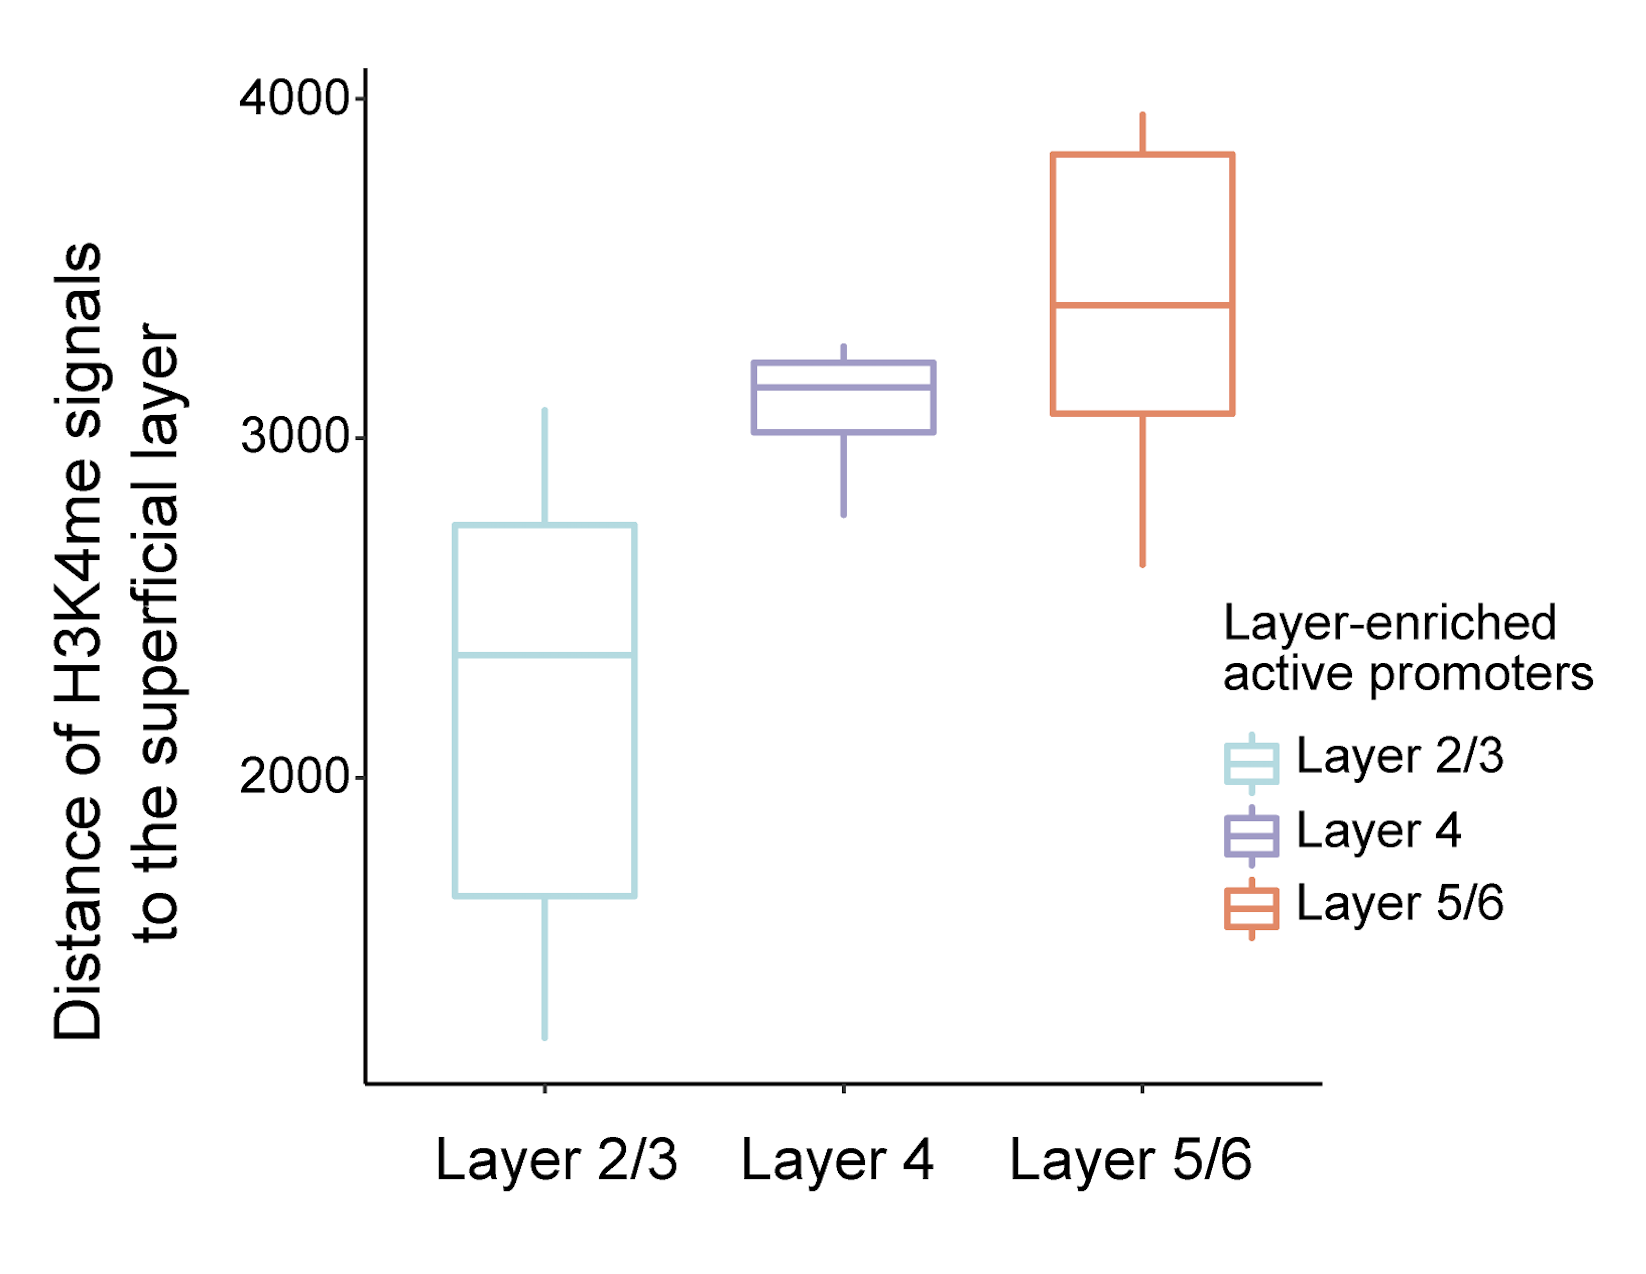 Distance of H3K4me signals
to the superficial layer
4000
3000
2000
Layer 2/3
Layer 4
Layer 5/6
Layer-enriched
active promoters
Layer 2/3
Layer 4
Layer 5/6